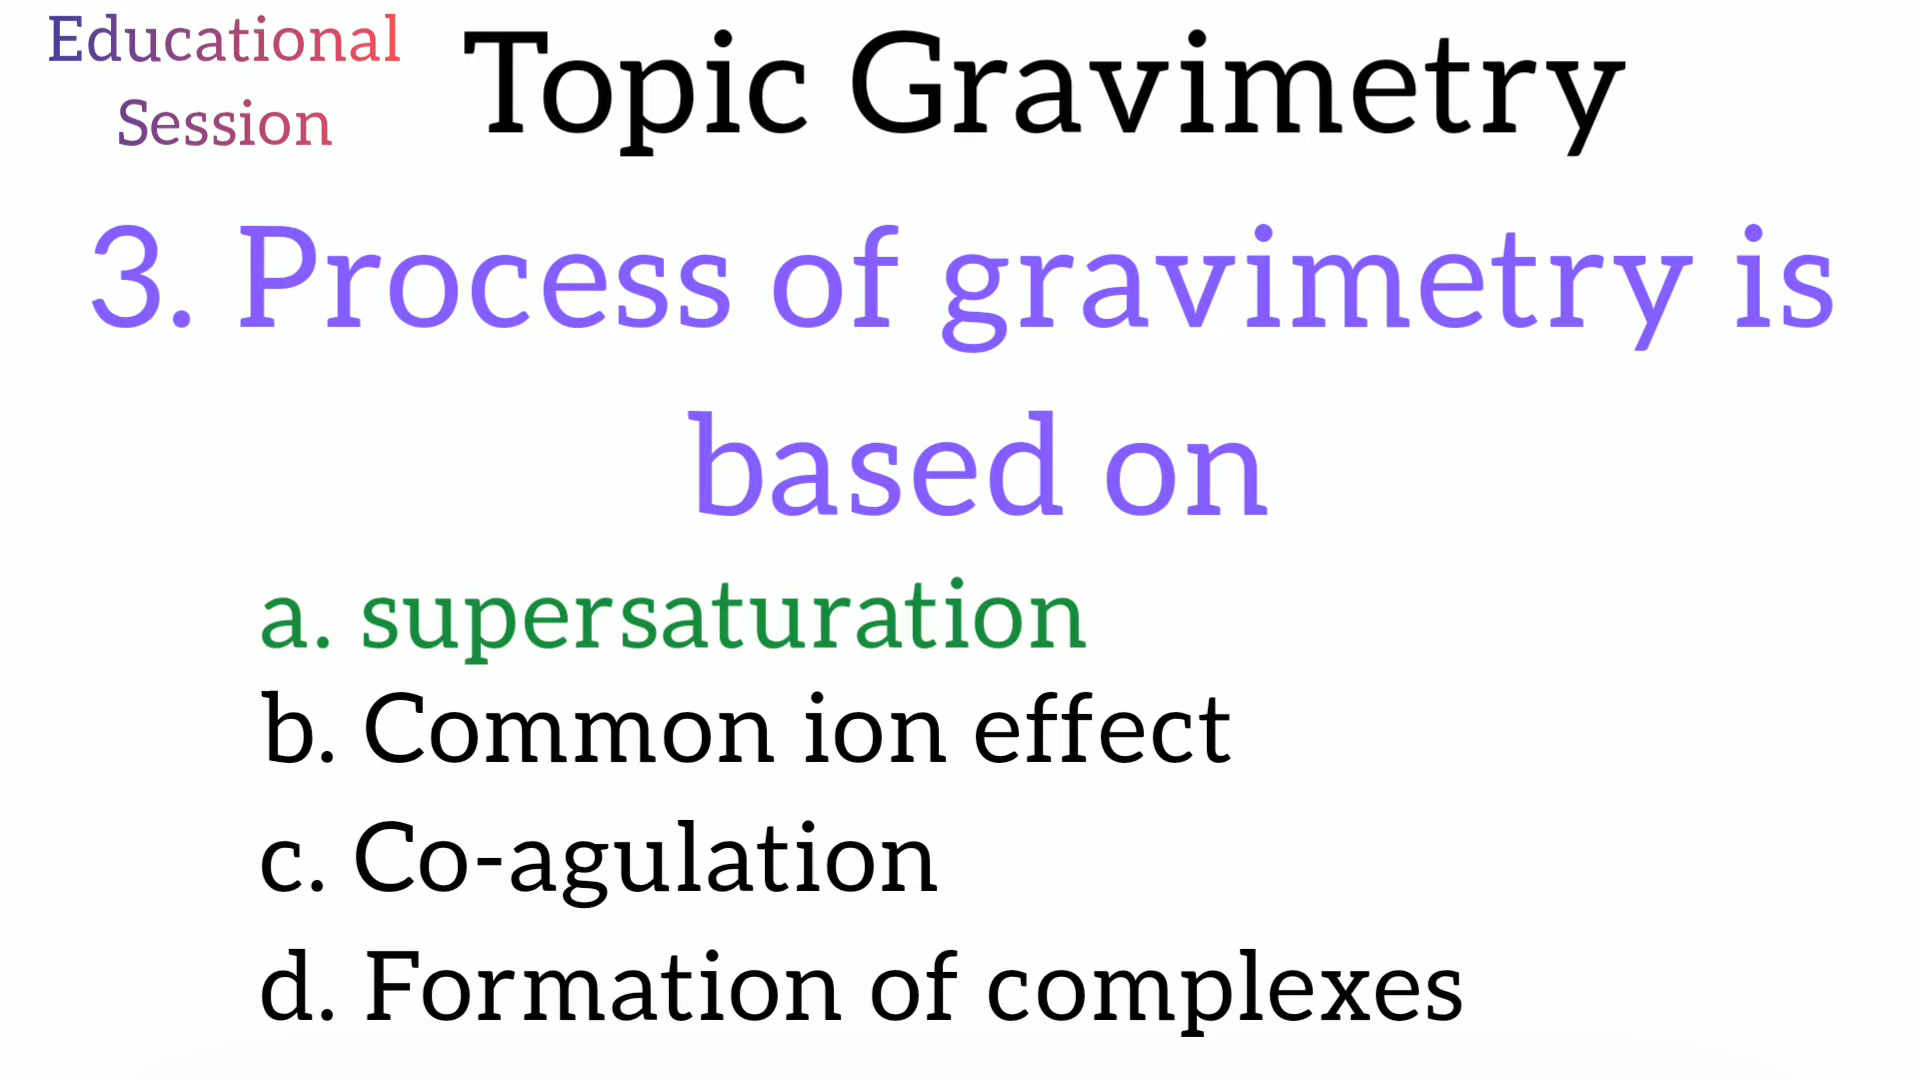 Educational
Session
Topic Gravimetry
3. Process of gravimetry is
based on
a. supersaturation
b. Common ion effect
c. Co-agulation
d. Formation of complexes